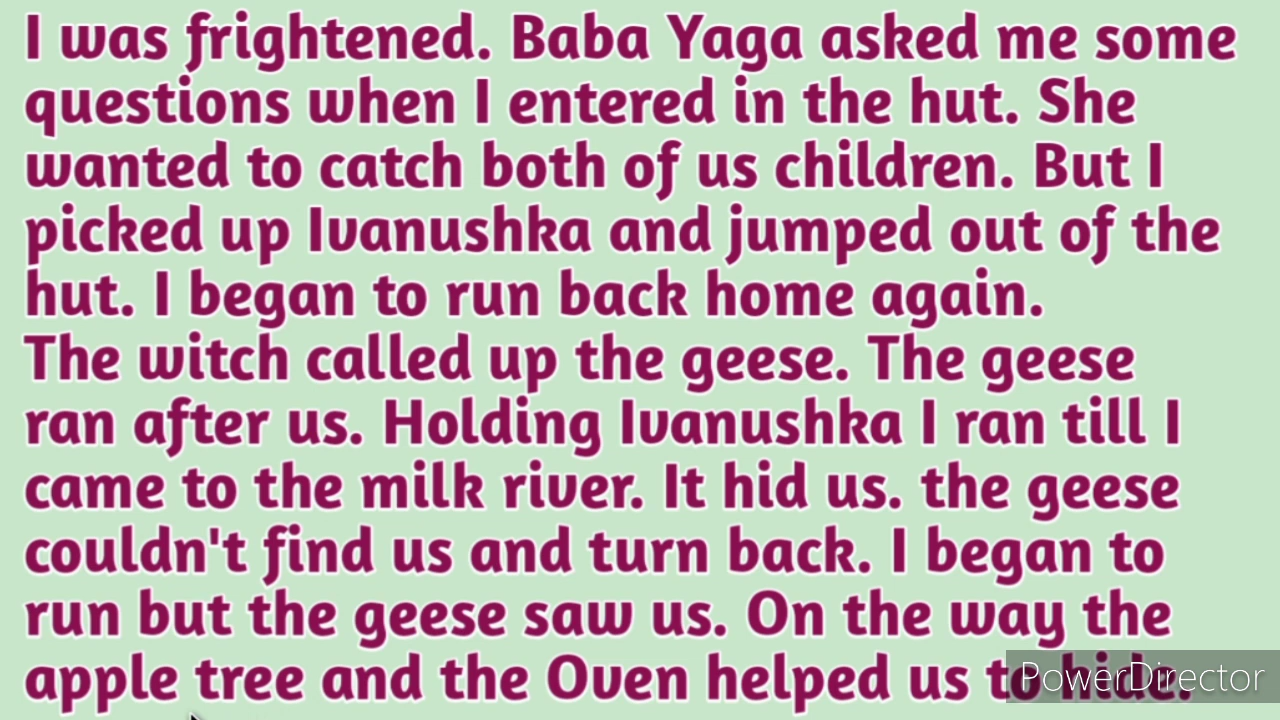 I was frightened. Baba Yaga asked me some
questions when I entered in the hut. She
wanted to catch both of us children. But I
picked up Ivanushka and jumped out of the
hut. I began to run back home again.
The witch called up the geese. The geese
ran after us. Holding Ivanushka I ran till I
came to the milk river. It hid us. the geese
couldn't find us and turn back. I began to
run but the geese saw us. On the way the
apple tree and the Oven helped us to hide.
PowerDirector